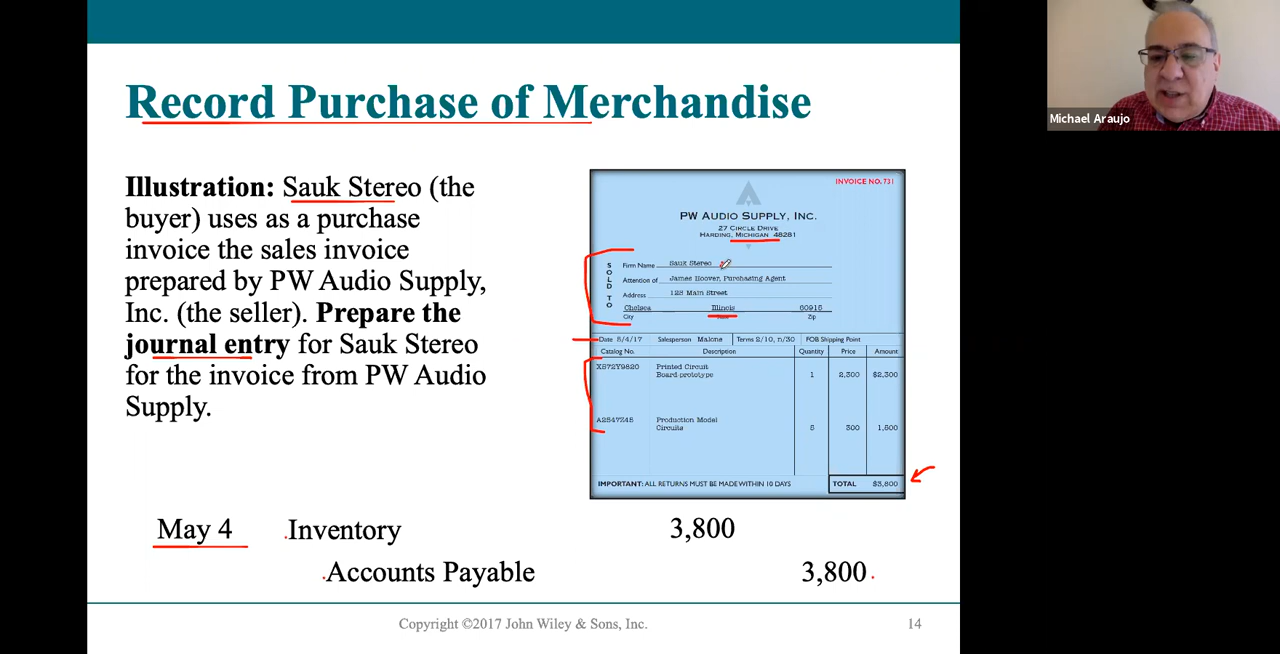 Record Purchase of Merchandise
Michael Araujo
Illustration: Sauk Stereo (the
buyer) uses as a purchase
invoice the sales invoice
prepared by PW Audio Supply,
Inc. (the seller). Prepare the
journal entry for Sauk Stereo
for the invoice from PW Audio
Supply.
INVOICE NO. 731
PW AUDIO SUPPLY, INC.
27 CIRCLE DRIVE
HARDING, MICHIGAN 48281
SOLD TO
Firm Name Sauk Stereo
Attention of James Hoover, Purchasing Agent
Address 125 Main Street
Chelsea Illinois 60915
City Zip
Date 5/4/17 Salesperson Malone Terms 2/10, n/30 FOB Shipping Point
Catalog No. Description Quantity Price Amount
X572Y9820 Printed Circuit
Board-prototype 1 2,300 $2,300
A2547Z45 Production Model
Circuits 5 300 1,500
IMPORTANT: ALL RETURNS MUST BE MADE WITHIN 10 DAYS TOTAL $3,800
May 4 Inventory 3,800
Accounts Payable 3,800
Copyright ©2017 John Wiley & Sons, Inc. 14